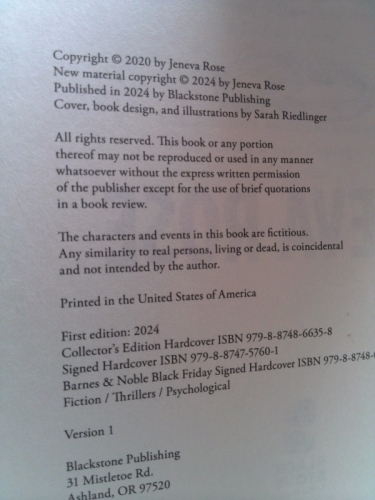 Copyright © 2020 by Jeneva Rose
New material copyright © 2024 by Jeneva Rose
Published in 2024 by Blackstone Publishing
Cover, book design, and illustrations by Sarah Riedlinger
All rights reserved. This book or any portion
thereof may not be reproduced or used in any manner
whatsoever without the express written permission
of the publisher except for the use of brief quotations
in a book review.
The characters and events in this book are fictitious.
Any similarity to real persons, living or dead, is coincidental
and not intended by the author.
Printed in the United States of America
First edition: 2024
Collector's Edition Hardcover ISBN 979-8-8748-6635-8
Signed Hardcover ISBN 979-8-8747-5760-1
Barnes & Noble Black Friday Signed Hardcover ISBN 979-8-8748-
Fiction / Thrillers / Psychological
Version 1
Blackstone Publishing
31 Mistletoe Rd.
Ashland, OR 97520